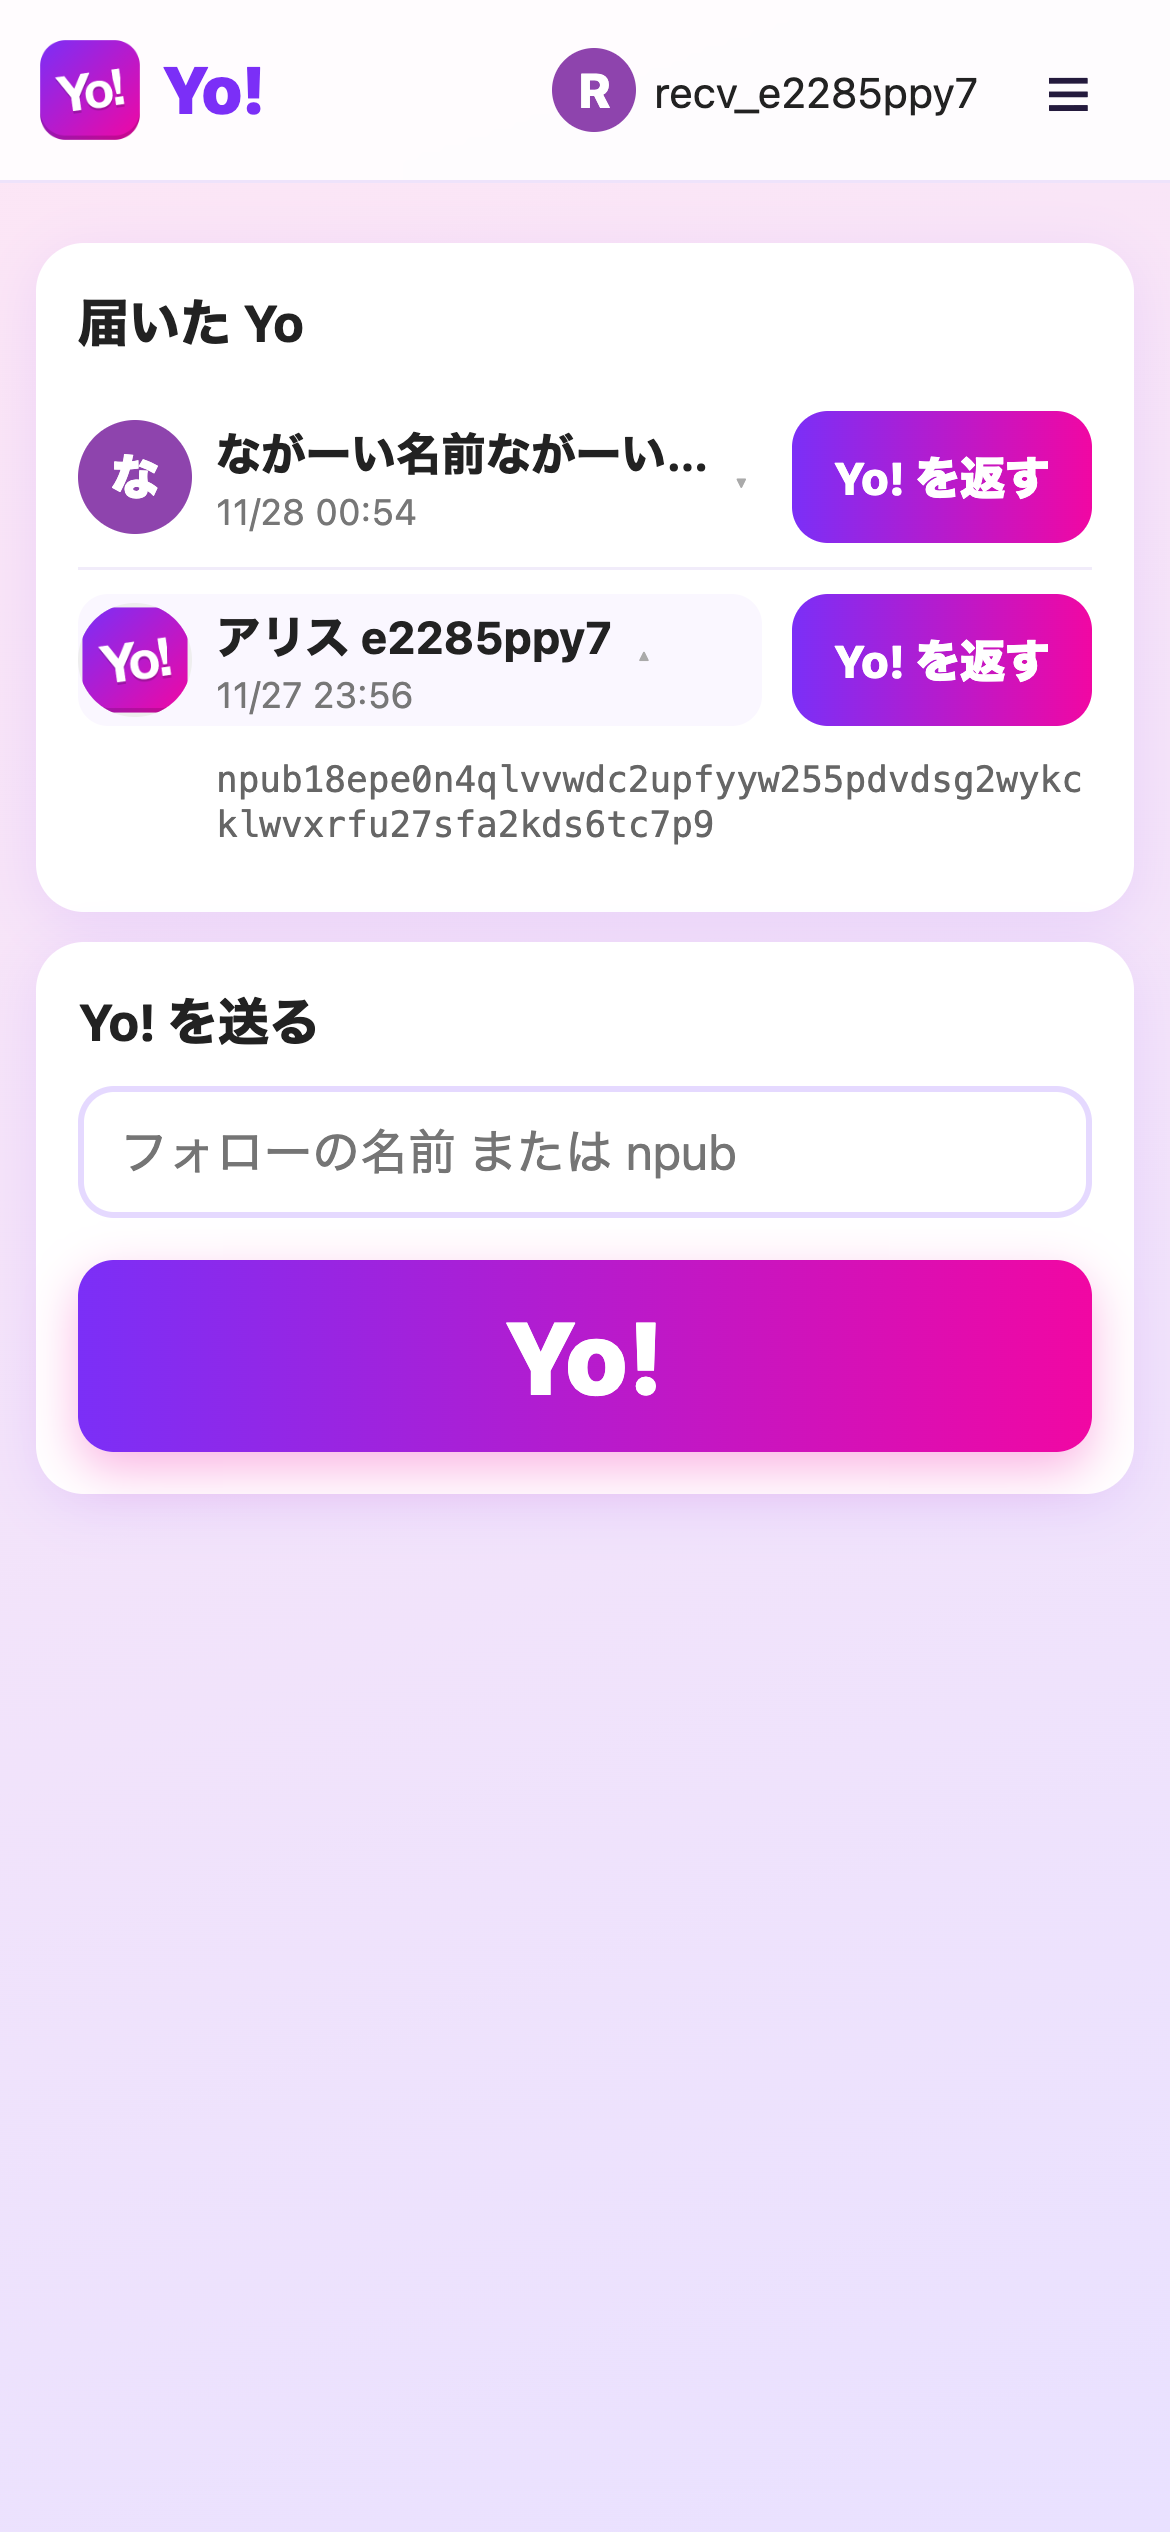 Yo! Yo! R recv_e2285ppy7
届いた Yo
な ながーい名前ながーい... Yo! を返す
11/28 00:54
Yo! アリス e2285ppy7 Yo! を返す
11/27 23:56
npub18epe0n4qlvvwdc2upfyyw255pdvdsg2wykc
klwvxrfu27sfa2kds6tc7p9
Yo! を送る
フォローの名前 または npub
Yo!